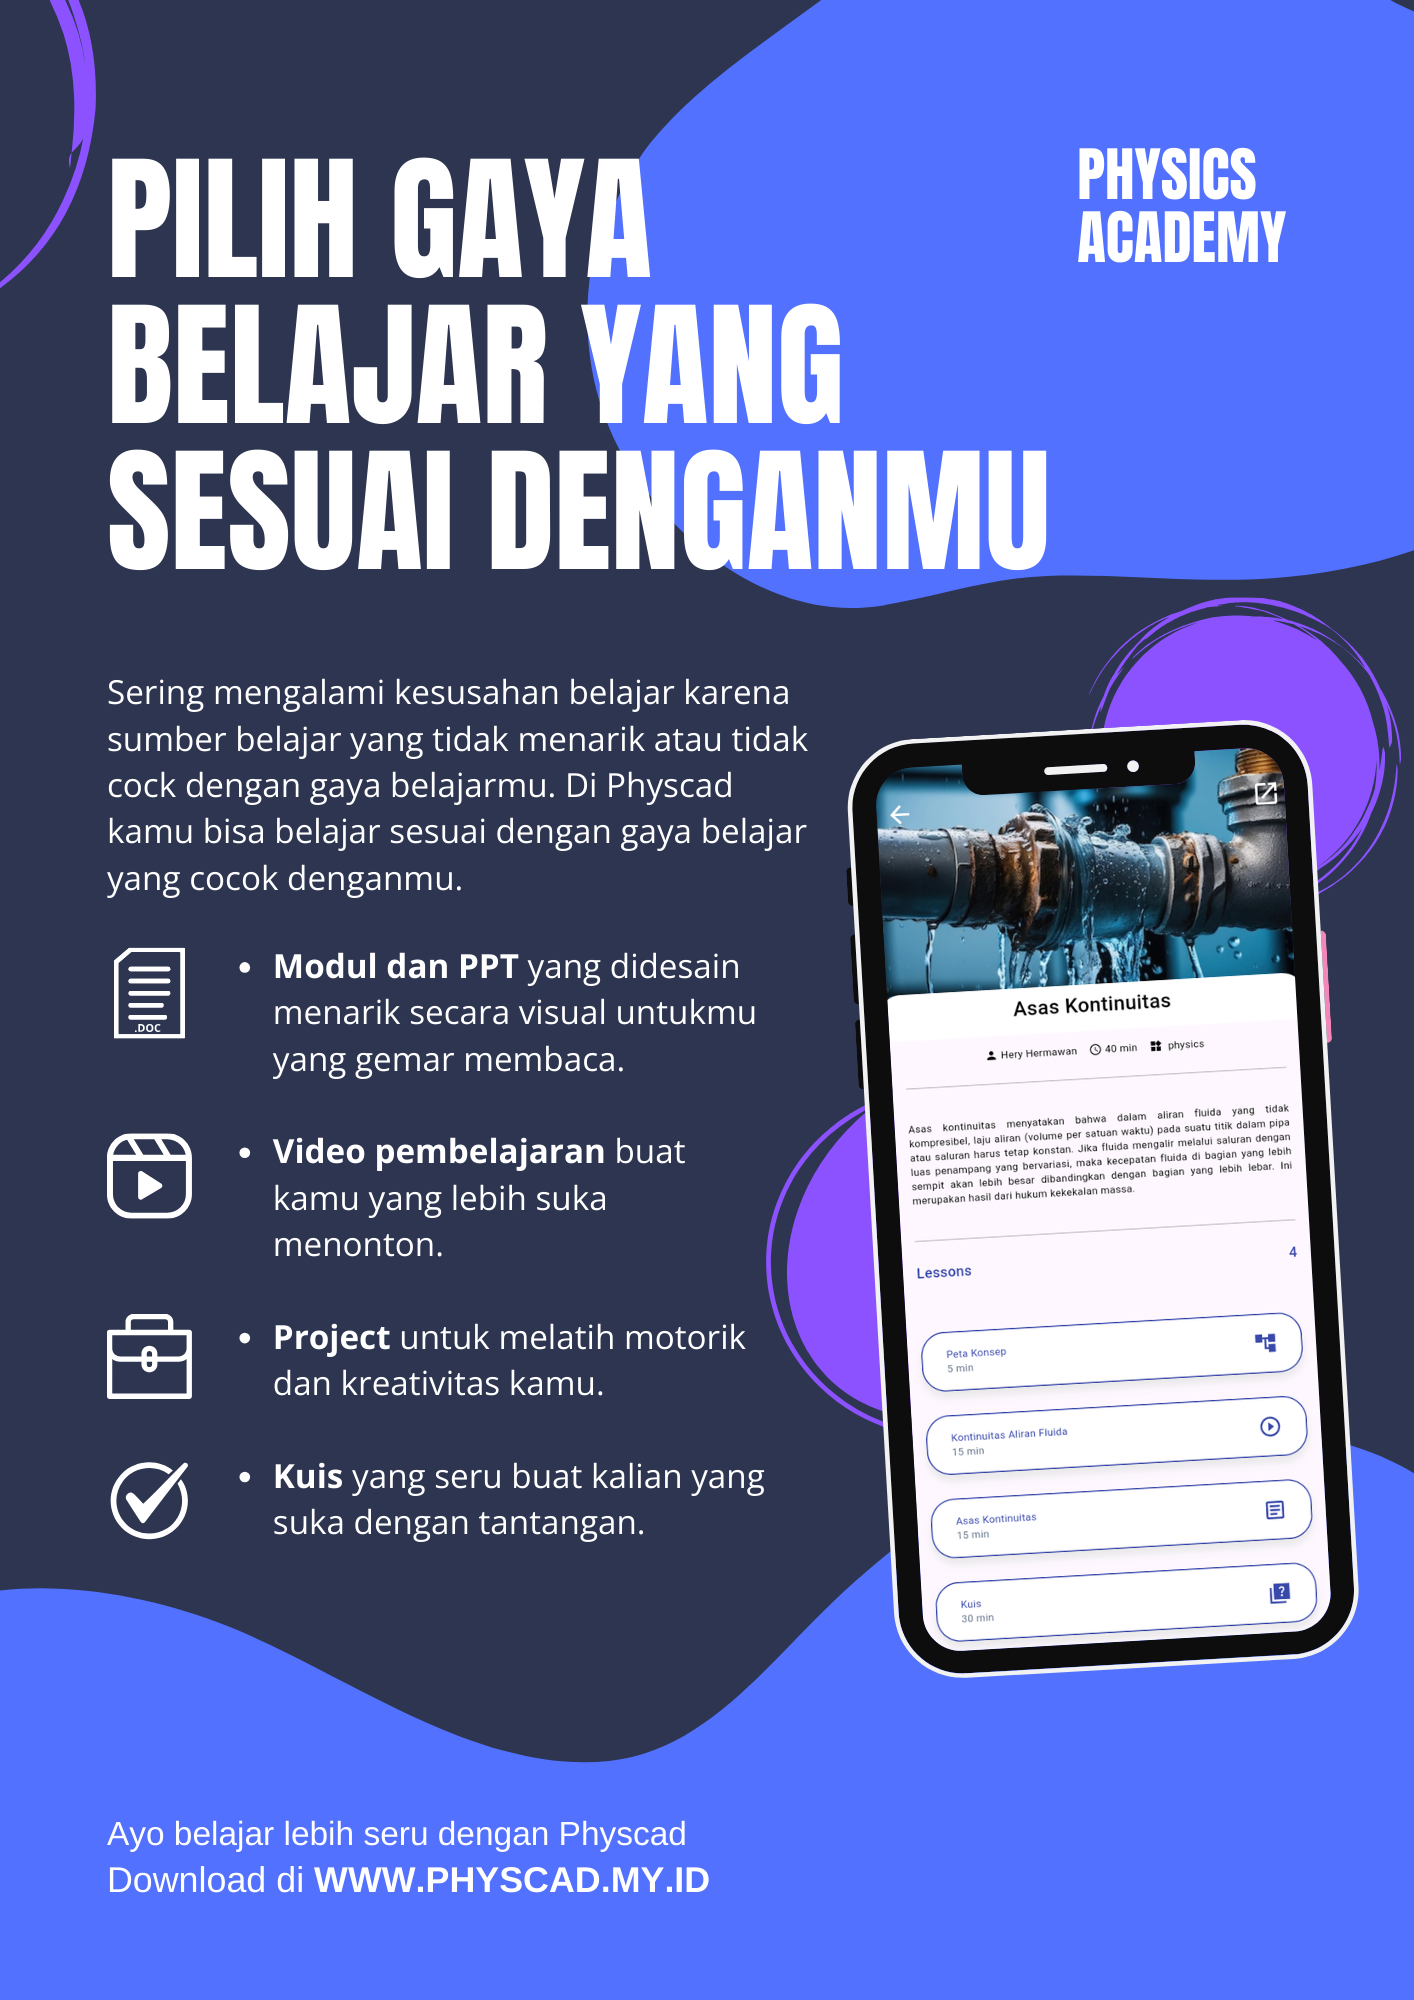 PILIH GAYA
BELAJAR YANG
SESUAI DENGANMU
PHYSICS
ACADEMY
Sering mengalami kesusahan belajar karena
sumber belajar yang tidak menarik atau tidak
cock dengan gaya belajarmu. Di Physcad
kamu bisa belajar sesuai dengan gaya belajar
yang cocok denganmu.
.DOC
• Modul dan PPT yang didesain
menarik secara visual untukmu
yang gemar membaca.
• Video pembelajaran buat
kamu yang lebih suka
menonton.
• Project untuk melatih motorik
dan kreativitas kamu.
• Kuis yang seru buat kalian yang
suka dengan tantangan.
Asas Kontinuitas
Hery Hermawan 40 min physics
Asas kontinuitas menyatakan bahwa dalam aliran fluida yang tidak
kompresibel, laju aliran (volume per satuan waktu) pada suatu titik dalam pipa
atau saluran harus tetap konstan. Jika fluida mengalir melalui saluran dengan
luas penampang yang bervariasi, maka kecepatan fluida di bagian yang lebih
sempit akan lebih besar dibandingkan dengan bagian yang lebih lebar. Ini
merupakan hasil dari hukum kekekalan massa.
Lessons 4
Peta Konsep
5 min
Kontinuitas Aliran Fluida
15 min
Asas Kontinuitas
15 min
Kuis
30 min
Ayo belajar lebih seru dengan Physcad
Download di WWW.PHYSCAD.MY.ID